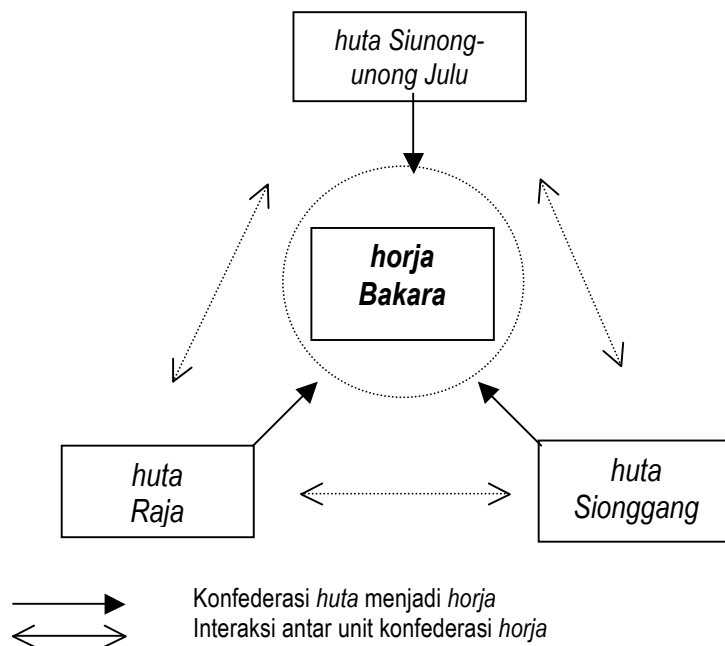 huta Siunong-
unong Julu
horja
Bakara
huta
Raja
huta
Sionggang
Konfederasi huta menjadi horja
Interaksi antar unit konfederasi horja